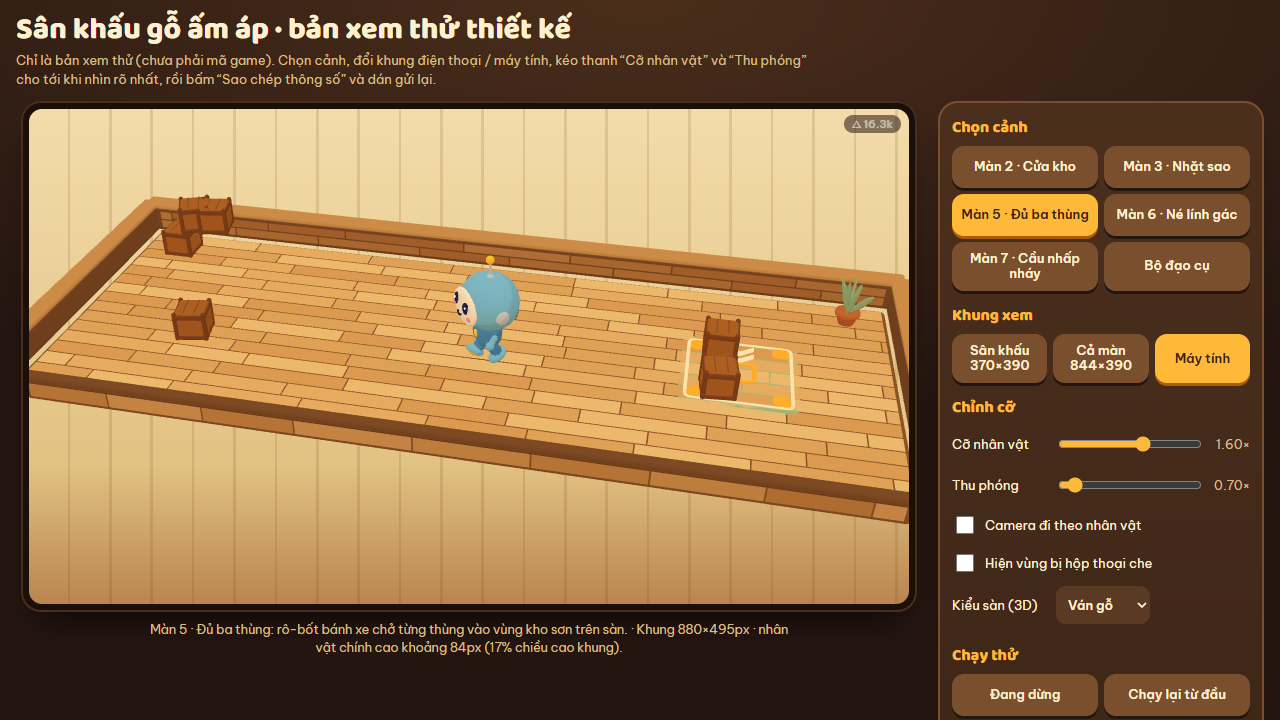 Sân khấu gỗ ấm áp · bản xem thử thiết kế
Chỉ là bản xem thử (chưa phải mã game). Chọn cảnh, đổi khung điện thoại / máy tính, kéo thanh “Cỡ nhân vật” và “Thu phóng”
cho tới khi nhìn rõ nhất, rồi bấm “Sao chép thông số” và dán gửi lại.
△ 16.3k
Màn 5 · Đủ ba thùng: rô-bốt bánh xe chở từng thùng vào vùng kho sơn trên sàn. · Khung 880×495px · nhân
vật chính cao khoảng 84px (17% chiều cao khung).
Chọn cảnh
Màn 2 · Cửa kho
Màn 3 · Nhặt sao
Màn 5 · Đủ ba thùng
Màn 6 · Né lính gác
Màn 7 · Cầu nhấp
nháy
Bộ đạo cụ
Khung xem
Sân khấu
370×390
Cả màn
844×390
Máy tính
Chỉnh cỡ
Cỡ nhân vật
1.60×
Thu phóng
0.70×
Camera đi theo nhân vật
Hiện vùng bị hộp thoại che
Kiểu sàn (3D)
Ván gỗ
Chạy thử
Đang dừng
Chạy lại từ đầu